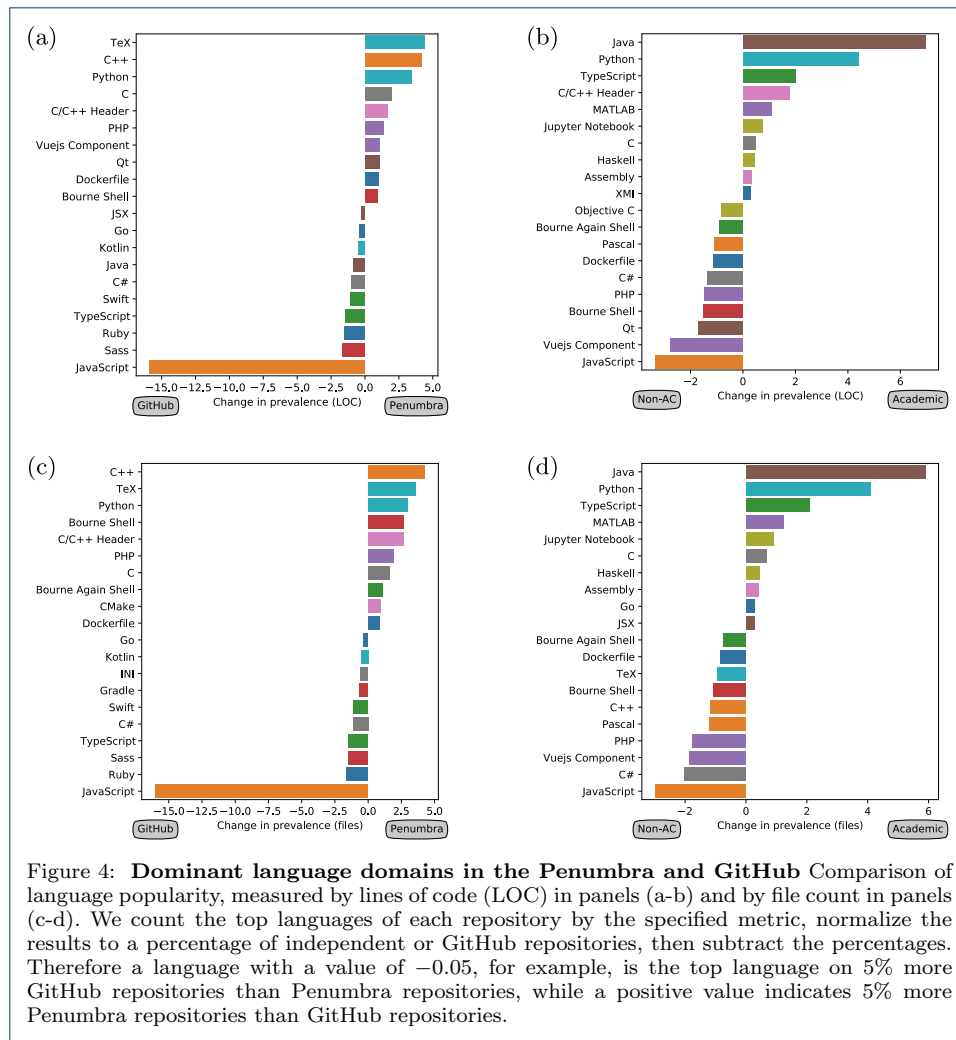 (a)
TeX
C++
Python
C
C/C++ Header
PHP
Vuejs Component
Qt
Dockerfile
Bourne Shell
JSX
Go
Kotlin
Java
C#
Swift
TypeScript
Ruby
Sass
JavaScript
−15.0 −12.5 −10.0 −7.5 −5.0 −2.5 0.0 2.5 5.0
Change in prevalence (LOC)
GitHub Penumbra
(b)
Java
Python
TypeScript
C/C++ Header
MATLAB
Jupyter Notebook
C
Haskell
Assembly
XMI
Objective C
Bourne Again Shell
Pascal
Dockerfile
C#
PHP
Bourne Shell
Qt
Vuejs Component
JavaScript
−2 0 2 4 6
Change in prevalence (LOC)
Non-AC Academic
(c)
C++
TeX
Python
Bourne Shell
C/C++ Header
PHP
C
Bourne Again Shell
CMake
Dockerfile
Go
Kotlin
INI
Gradle
Swift
C#
TypeScript
Sass
Ruby
JavaScript
−15.0 −12.5 −10.0 −7.5 −5.0 −2.5 0.0 2.5 5.0
Change in prevalence (files)
GitHub Penumbra
(d)
Java
Python
TypeScript
MATLAB
Jupyter Notebook
C
Haskell
Assembly
Go
JSX
Bourne Again Shell
Dockerfile
TeX
Bourne Shell
C++
Pascal
PHP
Vuejs Component
C#
JavaScript
−2 0 2 4 6
Change in prevalence (files)
Non-AC Academic
Figure 4: Dominant language domains in the Penumbra and GitHub Comparison of
language popularity, measured by lines of code (LOC) in panels (a-b) and by file count in panels
(c-d). We count the top languages of each repository by the specified metric, normalize the
results to a percentage of independent or GitHub repositories, then subtract the percentages.
Therefore a language with a value of −0.05, for example, is the top language on 5% more
GitHub repositories than Penumbra repositories, while a positive value indicates 5% more
Penumbra repositories than GitHub repositories.